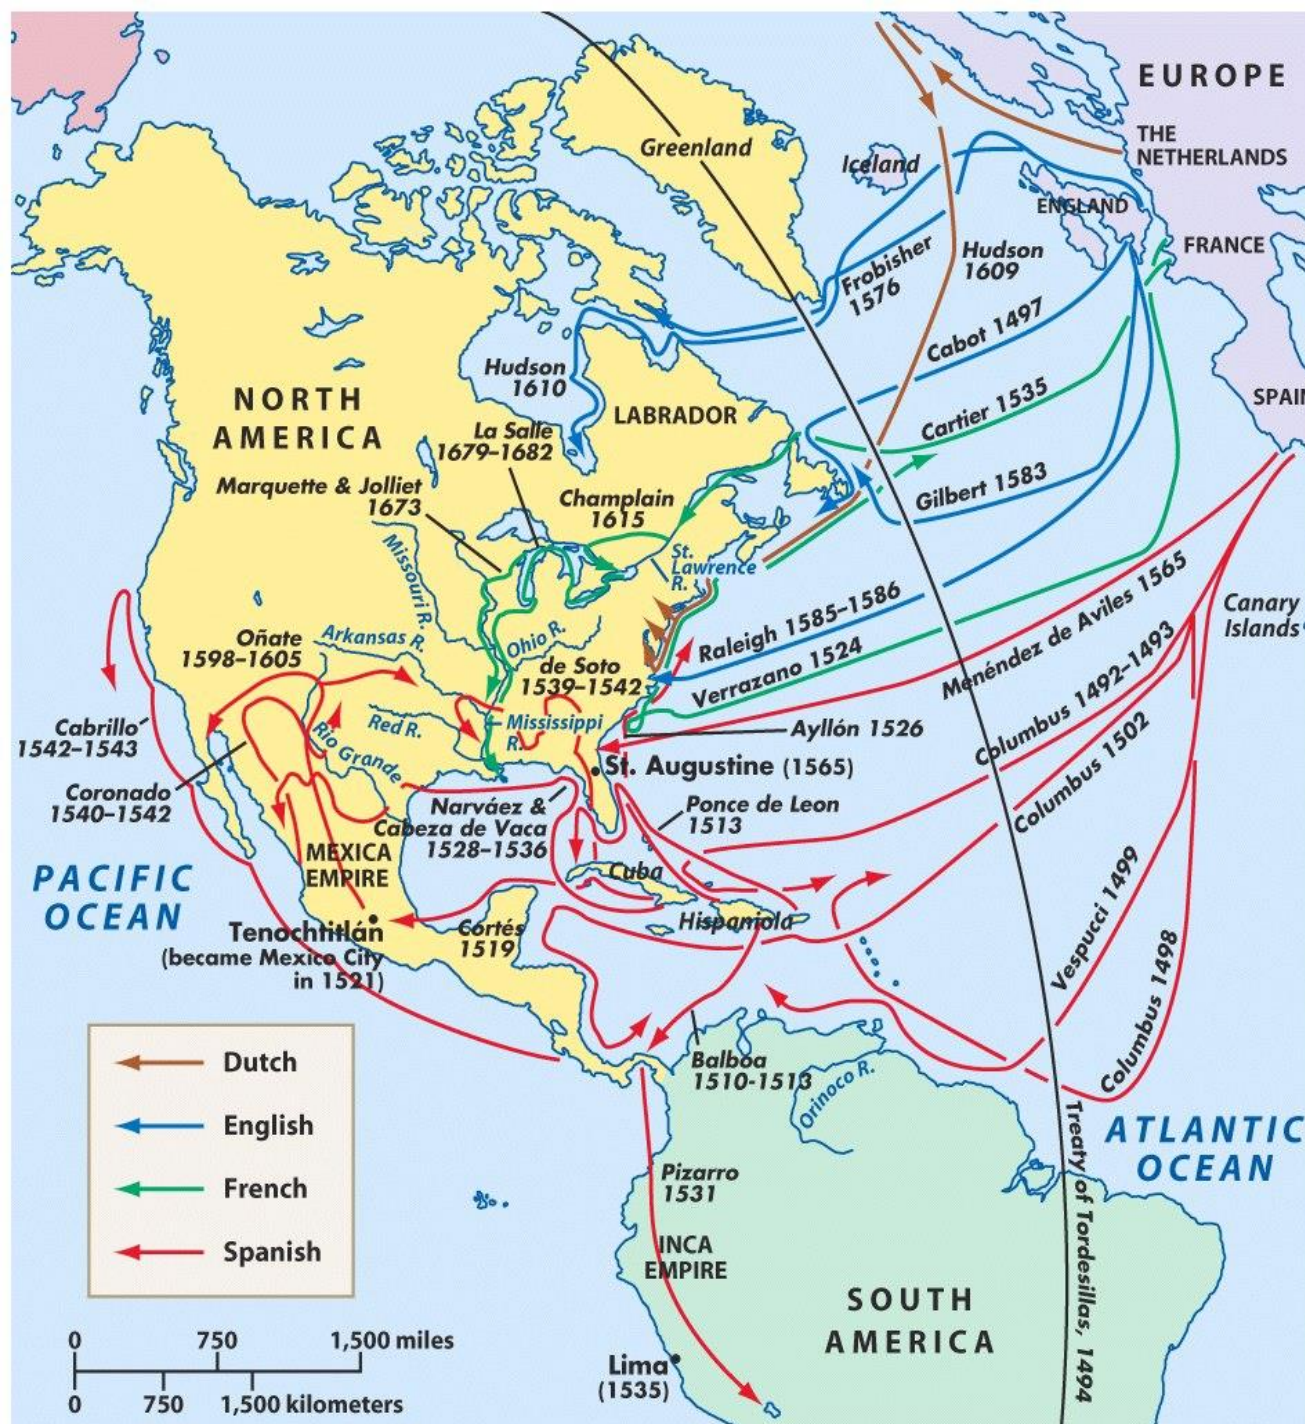 EUROPE
THE
NETHERLANDS
Greenland
Iceland
ENGLAND
FRANCE
Hudson
1609
Frobisher
1576
Cabot 1497
Hudson
1610
Cartier 1535
SPAIN
NORTH
AMERICA
LABRADOR
La Salle
1679–1682
Marquette & Jolliet
1673
Champlain
1615
Gilbert 1583
St.
Lawrence
R.
Missouri R.
Menéndez de Aviles 1565
Canary
Islands
Raleigh 1585–1586
Oñate
1598–1605
Arkansas R.
Ohio R.
de Soto
1539–1542
Verrazano 1524
Columbus 1492–1493
Cabrillo
1542–1543
Red R.
Mississippi
R.
Rio Grande
Ayllón 1526
Columbus 1502
St. Augustine (1565)
Coronado
1540–1542
Narváez &
Cabeza de Vaca
1528–1536
Ponce de Leon
1513
MEXICA
EMPIRE
PACIFIC
OCEAN
Cuba
Hispaniola
Vespucci 1499
Tenochtitlán
(became Mexico City
in 1521)
Cortés
1519
Columbus 1498
Balboa
1510-1513
Orinoco R.
Dutch
English
French
Spanish
ATLANTIC
OCEAN
Treaty of Tordesillas, 1494
Pizarro
1531
INCA
EMPIRE
SOUTH
AMERICA
Lima
(1535)
0 750 1,500 miles
0 750 1,500 kilometers